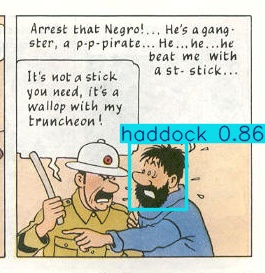 Arrest that Negro!... He's a gang-
ster, a p-p-pirate... He...he...he
beat me with
a st- stick...
It's not a stick
you need, it's a
wallop with my
truncheon!
haddock 0.86